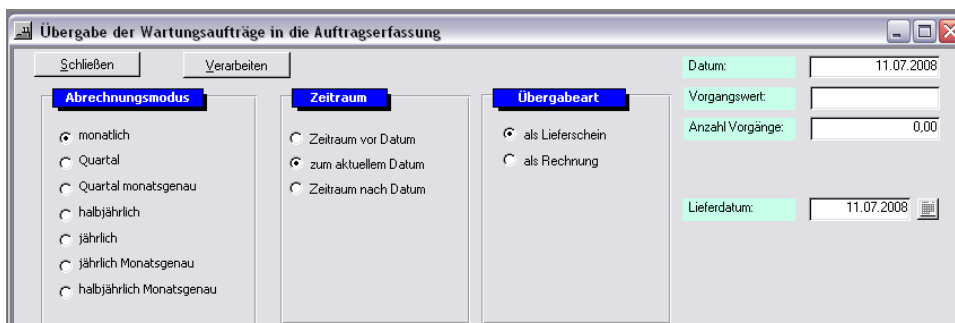 Übergabe der Wartungsaufträge in die Auftragserfassung
Schließen Verarbeiten
Abrechnungsmodus
monatlich
Quartal
Quartal monatsgenau
halbjährlich
jährlich
jährlich Monatsgenau
halbjährlich Monatsgenau
Zeitraum
Zeitraum vor Datum
zum aktuellem Datum
Zeitraum nach Datum
Übergabeart
als Lieferschein
als Rechnung
Datum: 11.07.2008
Vorgangswert:
Anzahl Vorgänge: 0,00
Lieferdatum: 11.07.2008